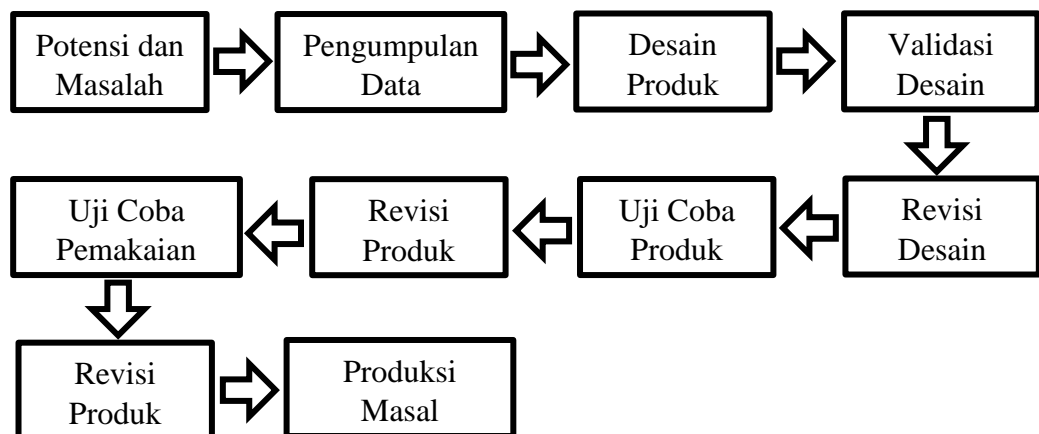 Potensi dan
Masalah
Pengumpulan
Data
Desain
Produk
Validasi
Desain
Revisi
Desain
Uji Coba
Produk
Revisi
Produk
Uji Coba
Pemakaian
Revisi
Produk
Produksi
Masal